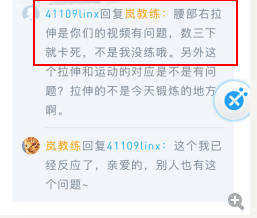 41109linx回复岚教练：腰部右拉
伸是你们的视频有问题，数三下
就卡死，不是我没练哦。另外这
个拉伸和运动的对应是不是有问
题？拉伸的不是今天锻炼的地方
啊。
岚教练回复41109linx：这个我已
经反应了，亲爱的，别人也有这
个问题~